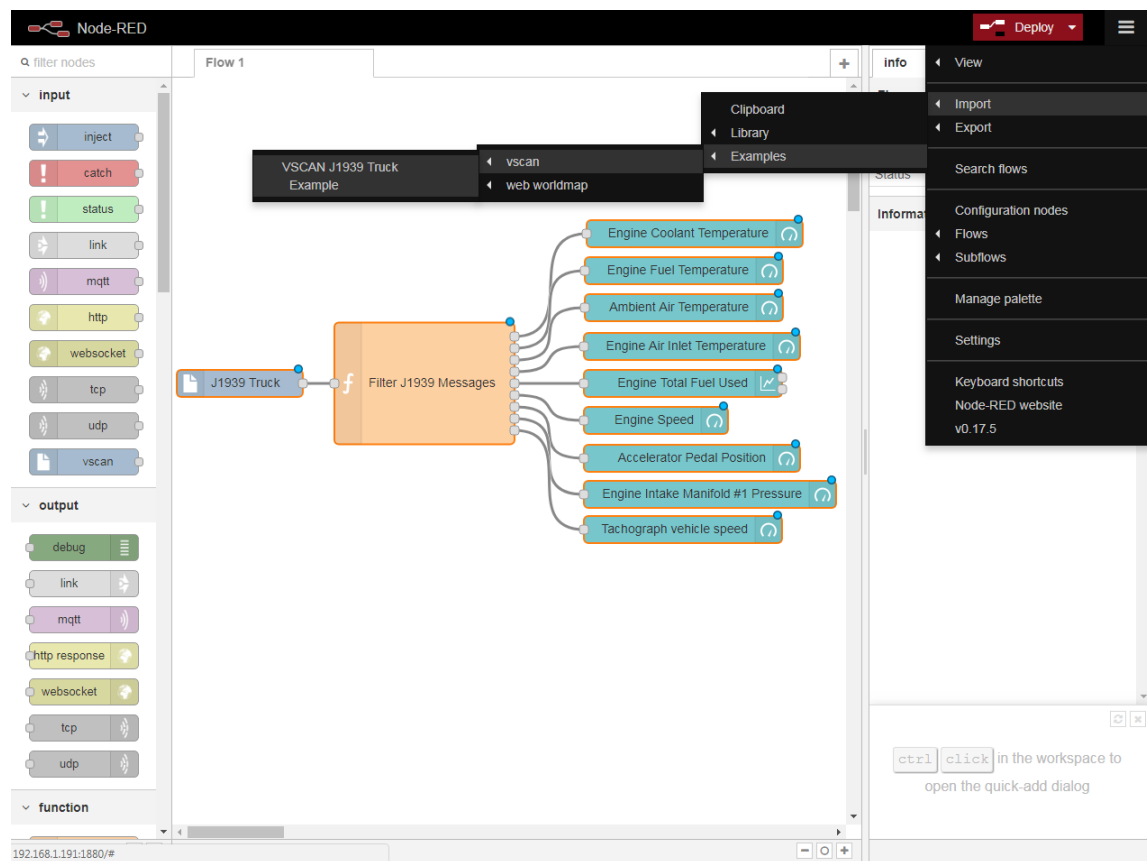 Node-RED
Deploy
filter nodes
Flow 1
info
View
input
Import
Export
Clipboard
Library
Examples
Search flows
Status
vscan
web worldmap
VSCAN J1939 Truck
Example
Configuration nodes
Flows
Subflows
Informa
Manage palette
Settings
Keyboard shortcuts
Node-RED website
v0.17.5
inject
catch
status
link
mqtt
http
websocket
tcp
udp
vscan
output
debug
link
mqtt
http response
websocket
tcp
udp
function
J1939 Truck
Filter J1939 Messages
Engine Coolant Temperature
Engine Fuel Temperature
Ambient Air Temperature
Engine Air Inlet Temperature
Engine Total Fuel Used
Engine Speed
Accelerator Pedal Position
Engine Intake Manifold #1 Pressure
Tachograph vehicle speed
ctrl click in the workspace to
open the quick-add dialog
192.168.1.191:1880/#